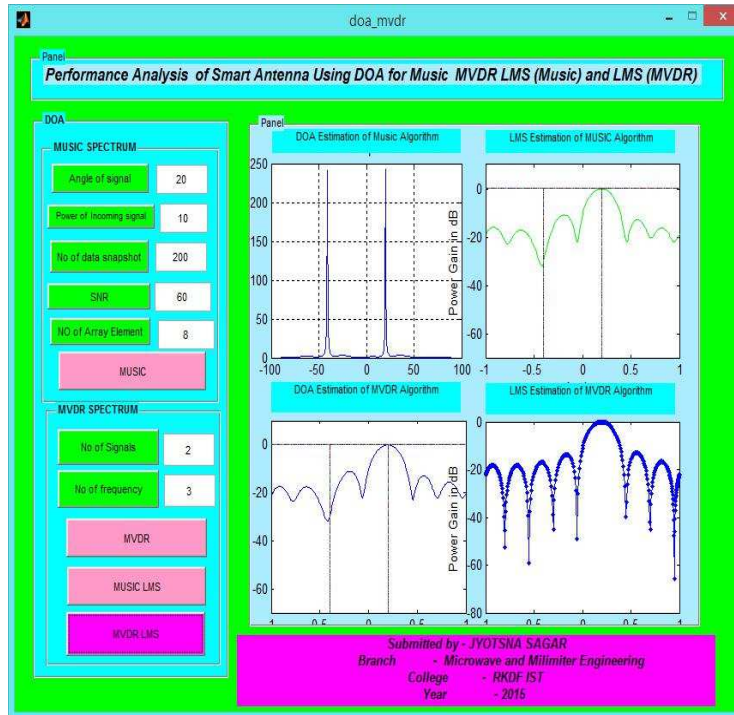 doa_mvdr
Panel
Performance Analysis of Smart Antenna Using DOA for Music MVDR LMS (Music) and LMS (MVDR)
DOA
MUSIC SPECTRUM
Angle of signal 20
Power of Incoming signal 10
No of data snapshot 200
SNR 60
NO of Array Element 8
MUSIC
MVDR SPECTRUM
No of Signals 2
No of frequency 3
MVDR
MUSIC LMS
MVDR LMS
Panel
DOA Estimation of Music Algorithm
250
200
150
100
50
0
-100 -50 0 50 100
LMS Estimation of MUSIC Algorithm
Power Gain in dB
0
-20
-40
-60
-1 -0.5 0 0.5 1
DOA Estimation of MVDR Algorithm
0
-20
-40
-60
LMS Estimation of MVDR Algorithm
Power Gain in dB
0
-20
-40
-60
-80
Submitted by - JYOTSNA SAGAR
Branch - Microwave and Milimiter Engineering
College - RKDF IST
Year - 2015